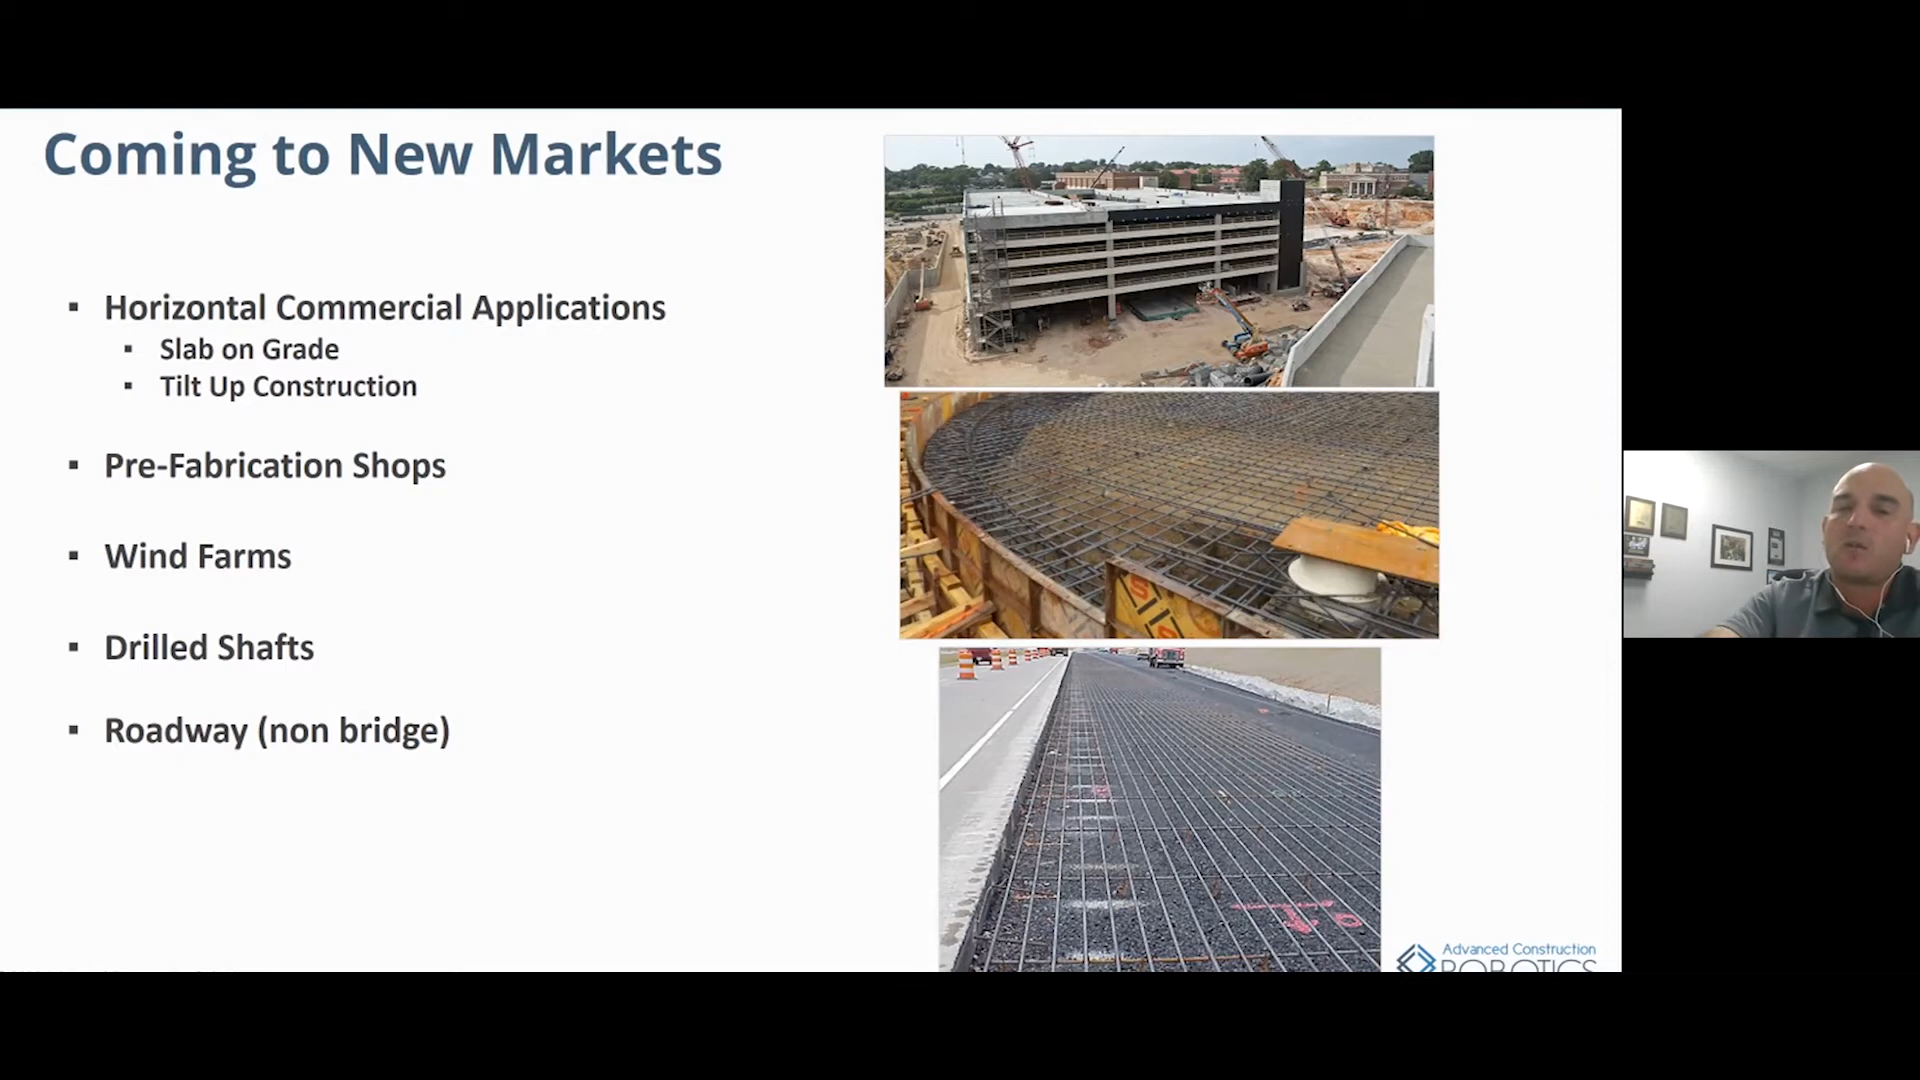 Coming to New Markets
Horizontal Commercial Applications
Slab on Grade
Tilt Up Construction
Pre-Fabrication Shops
Wind Farms
Drilled Shafts
Roadway (non bridge)
Advanced Construction
ROBOTICS